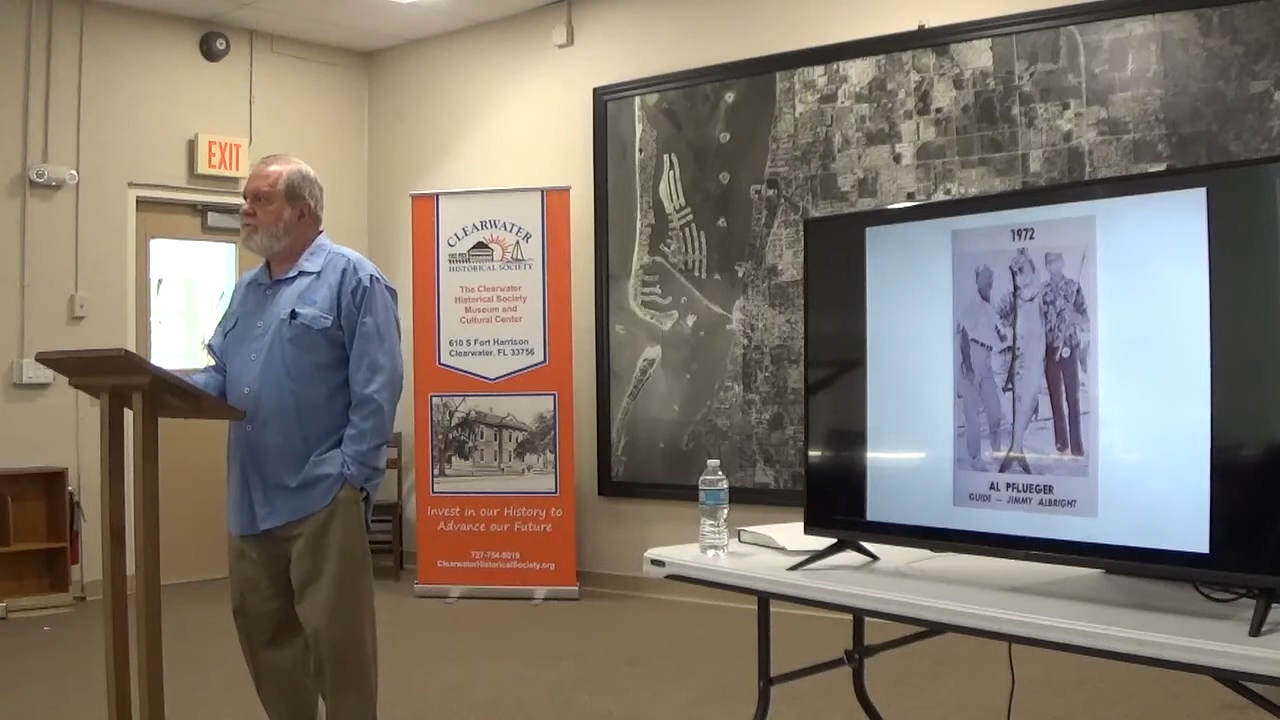 EXIT
CLEARWATER
HISTORICAL SOCIETY
The Clearwater
Historical Society
Museum and
Cultural Center
610 S Fort Harrison
Clearwater, FL 33756
Invest in our History to
Advance our Future
727-754-8019
ClearwaterHistoricalSociety.org
1972
AL PFLUEGER
GUIDE — JIMMY ALBRIGHT